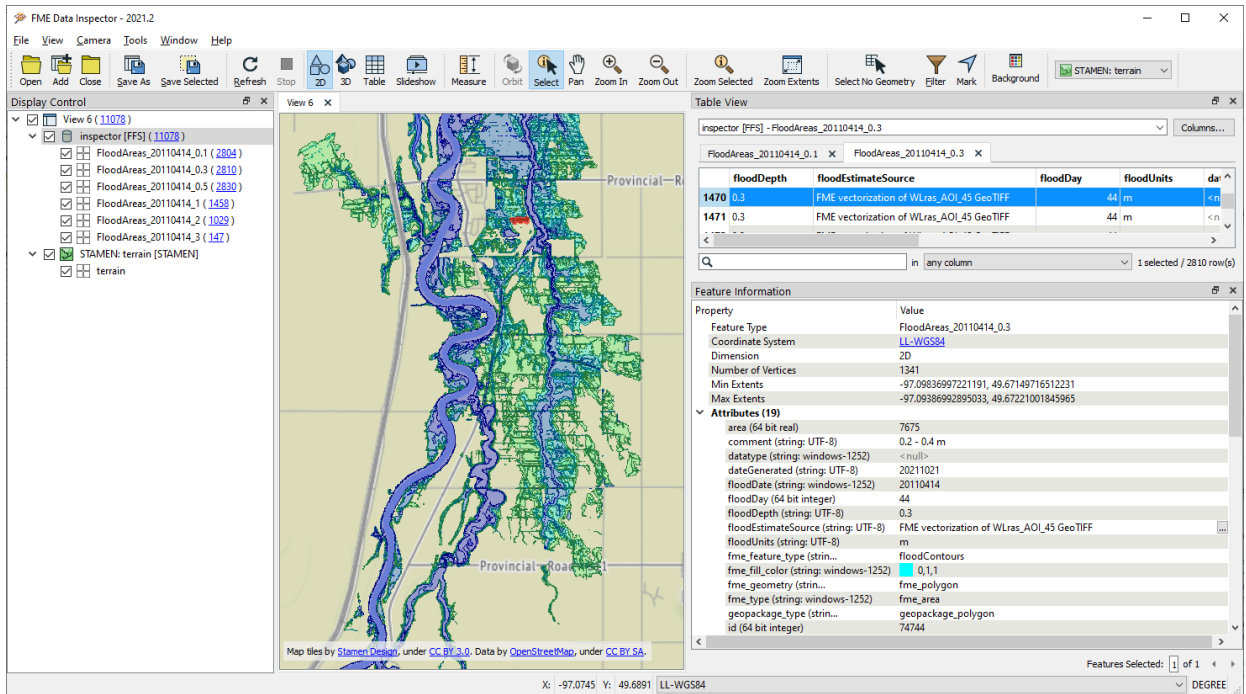 FME Data Inspector - 2021.2
File View Camera Tools Window Help
Open Add Close Save As Save Selected Refresh Stop 2D 3D Table Slideshow Measure Orbit Select Pan Zoom In Zoom Out Zoom Selected Zoom Extents Select No Geometry Filter Mark Background STAMEN: terrain
Display Control
View 6 (11078)
inspector [FFS] (11078)
FloodAreas_20110414_0.1 (2804)
FloodAreas_20110414_0.3 (2810)
FloodAreas_20110414_0.5 (2830)
FloodAreas_20110414_1 (1458)
FloodAreas_20110414_2 (1029)
FloodAreas_20110414_3 (147)
STAMEN: terrain [STAMEN]
terrain
View 6
Provincial
Provincial Roa 1
Map tiles by Stamen Design, under CC BY 3.0. Data by OpenStreetMap, under CC BY SA.
Table View
inspector [FFS] - FloodAreas_20110414_0.3 Columns...
FloodAreas_20110414_0.1 FloodAreas_20110414_0.3
floodDepth floodEstimateSource floodDay floodUnits da
1470 0.3 FME vectorization of WLras_AOI_45 GeoTIFF 44 m <n
1471 0.3 FME vectorization of WLras_AOI_45 GeoTIFF 44 m <n
in any column 1 selected / 2810 row(s)
Feature Information
Property Value
Feature Type FloodAreas_20110414_0.3
Coordinate System LL-WGS84
Dimension 2D
Number of Vertices 1341
Min Extents -97.09836997221191, 49.67149716512231
Max Extents -97.09386992895033, 49.67221001845965
Attributes (19)
area (64 bit real) 7675
comment (string: UTF-8) 0.2 - 0.4 m
datatype (string: windows-1252) <null>
dateGenerated (string: UTF-8) 20211021
floodDate (string: windows-1252) 20110414
floodDay (64 bit integer) 44
floodDepth (string: UTF-8) 0.3
floodEstimateSource (string: UTF-8) FME vectorization of WLras_AOI_45 GeoTIFF ...
floodUnits (string: UTF-8) m
fme_feature_type (strin... floodContours
fme_fill_color (string: windows-1252) 0,1,1
fme_geometry (strin... fme_polygon
fme_type (string: windows-1252) fme_area
geopackage_type (strin... geopackage_polygon
id (64 bit integer) 74744
Features Selected: 1 of 1
X: -97.0745 Y: 49.6891 LL-WGS84 DEGREE